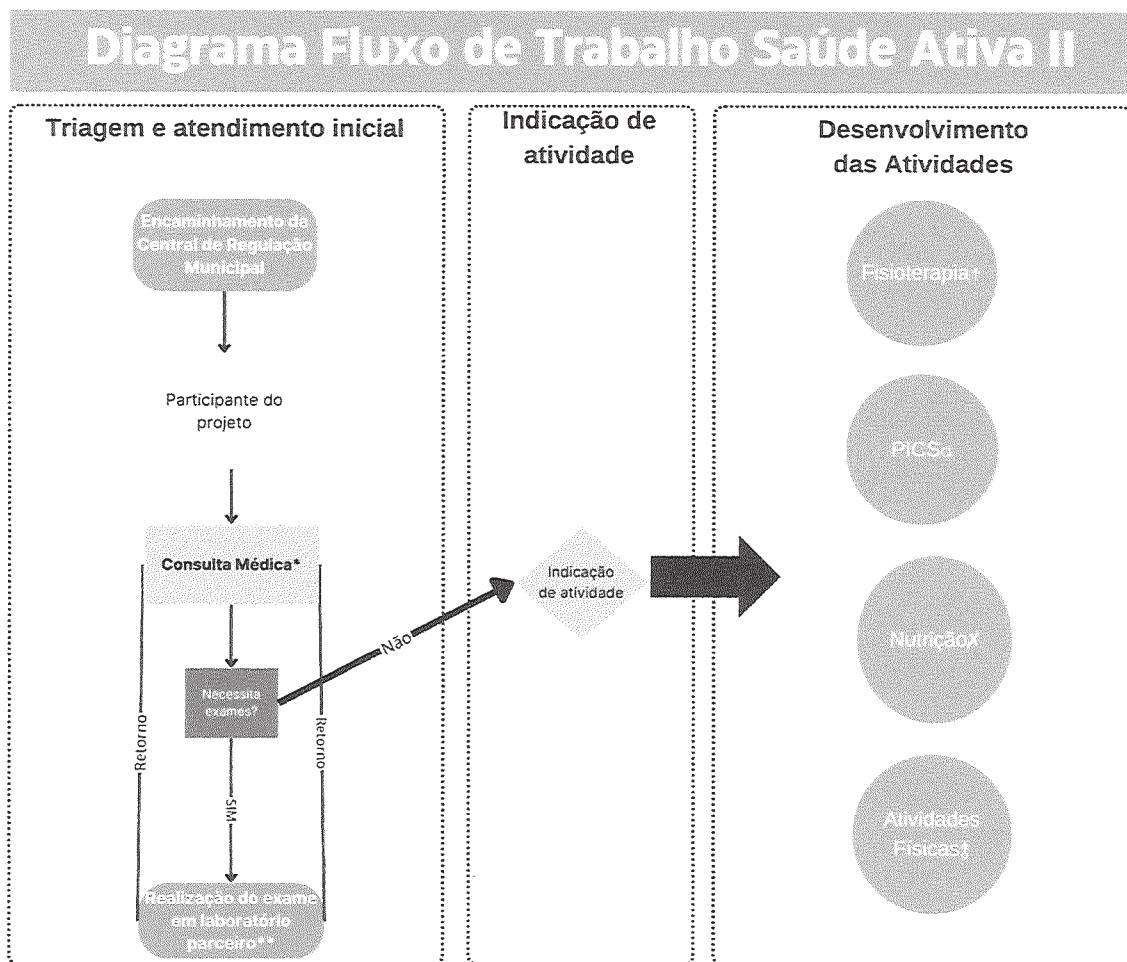 Diagrama Fluxo de Trabalho Saúde Ativa II
Triagem e atendimento inicial
Encaminhamento da
Central de Regulação
Municipal
Participante do
projeto
Consulta Médica*
Necessita
exames?
Não
Retorno
Retorno
SIM
Realização do exame
em laboratório
parceiro**
Indicação de
atividade
Indicação
de atividade
Desenvolvimento
das Atividades
Fisioterapia†
PICS
Nutrição
Atividades
Físicas‡